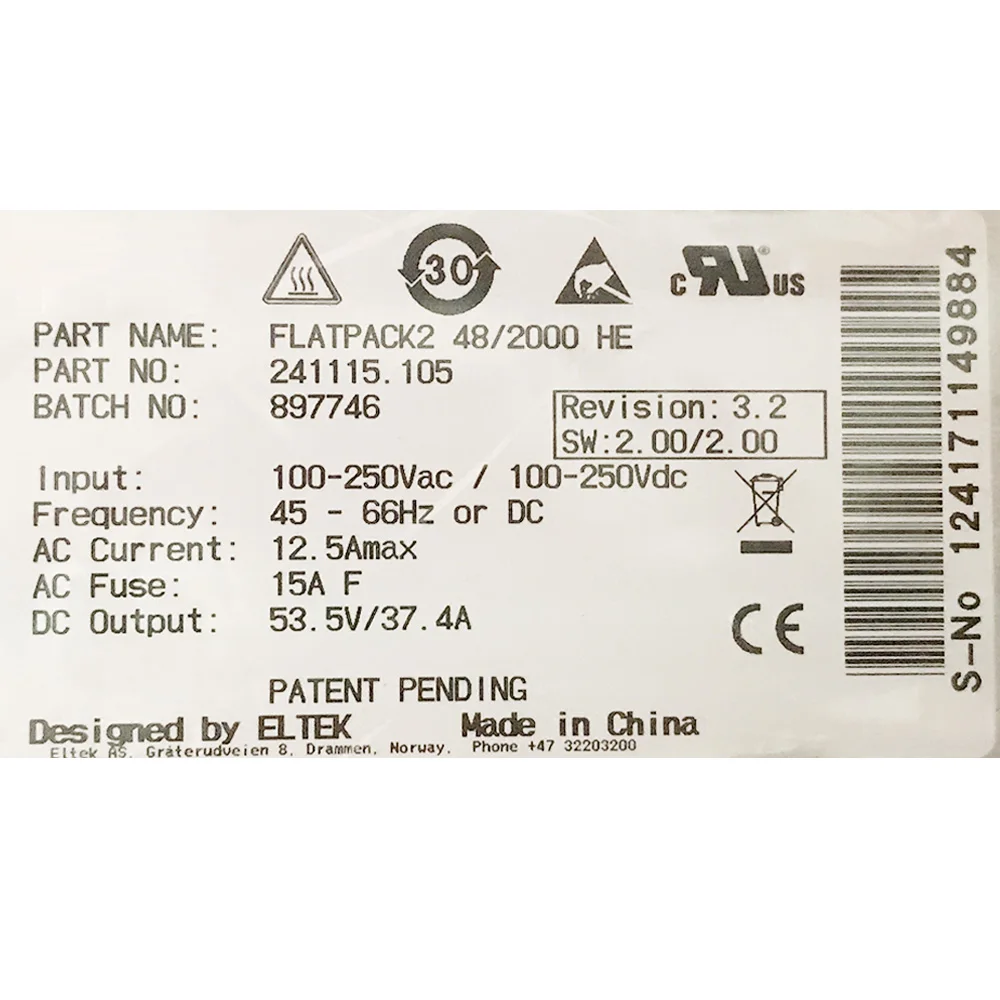 30
c RU ® US
PART NAME: FLATPACK2 48/2000 HE
PART NO: 241115.105
BATCH NO: 897746
Revision: 3.2
SW:2.00/2.00
Input: 100-250Vac / 100-250Vdc
Frequency: 45 - 66Hz or DC
AC Current: 12.5Amax
AC Fuse: 15A F
DC Output: 53.5V/37.4A
CE
PATENT PENDING
Designed by ELTEK Made in China
Eltek AS. Gråterudveien 8, Drammen, Norway. Phone +47 32203200
S-No 124171149884